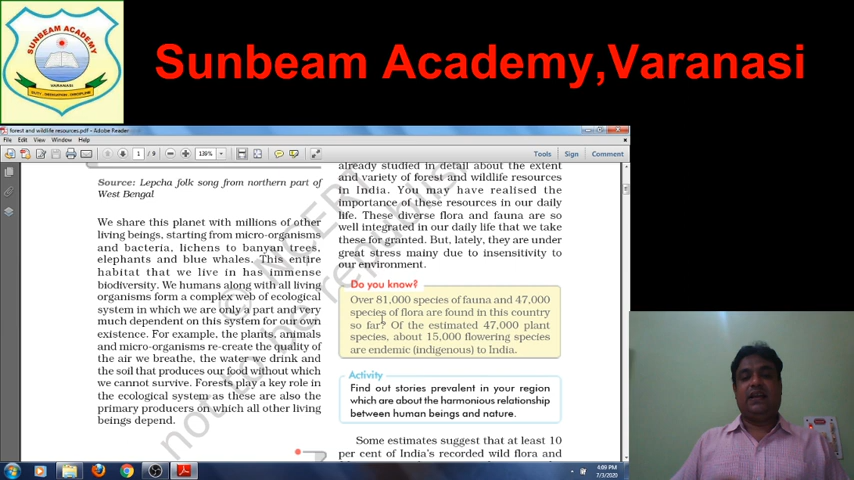 SUNBEAM ACADEMY
VARANASI
Sunbeam Academy,Varanasi
forest and wildlife resources.pdf - Adobe Reader
File Edit View Window Help
1 / 9 139% Tools Sign Comment
Source: Lepcha folk song from northern part of
West Bengal
We share this planet with millions of other
living beings, starting from micro-organisms
and bacteria, lichens to banyan trees,
elephants and blue whales. This entire
habitat that we live in has immense
biodiversity. We humans along with all living
organisms form a complex web of ecological
system in which we are only a part and very
much dependent on this system for our own
existence. For example, the plants, animals
and micro-organisms re-create the quality of
the air we breathe, the water we drink and
the soil that produces our food without which
we cannot survive. Forests play a key role in
the ecological system as these are also the
primary producers on which all other living
beings depend.
already studied in detail about the extent
and variety of forest and wildlife resources
in India. You may have realised the
importance of these resources in our daily
life. These diverse flora and fauna are so
well integrated in our daily life that we take
these for granted. But, lately, they are under
great stress mainy due to insensitivity to
our environment.
Do you know?
Over 81,000 species of fauna and 47,000
species of flora are found in this country
so far? Of the estimated 47,000 plant
species, about 15,000 flowering species
are endemic (indigenous) to India.
Activity
Find out stories prevalent in your region
which are about the harmonious relationship
between human beings and nature.
Some estimates suggest that at least 10
per cent of India's recorded wild flora and
© NCERT
not to be republis
4:09 PM
7/3/2020